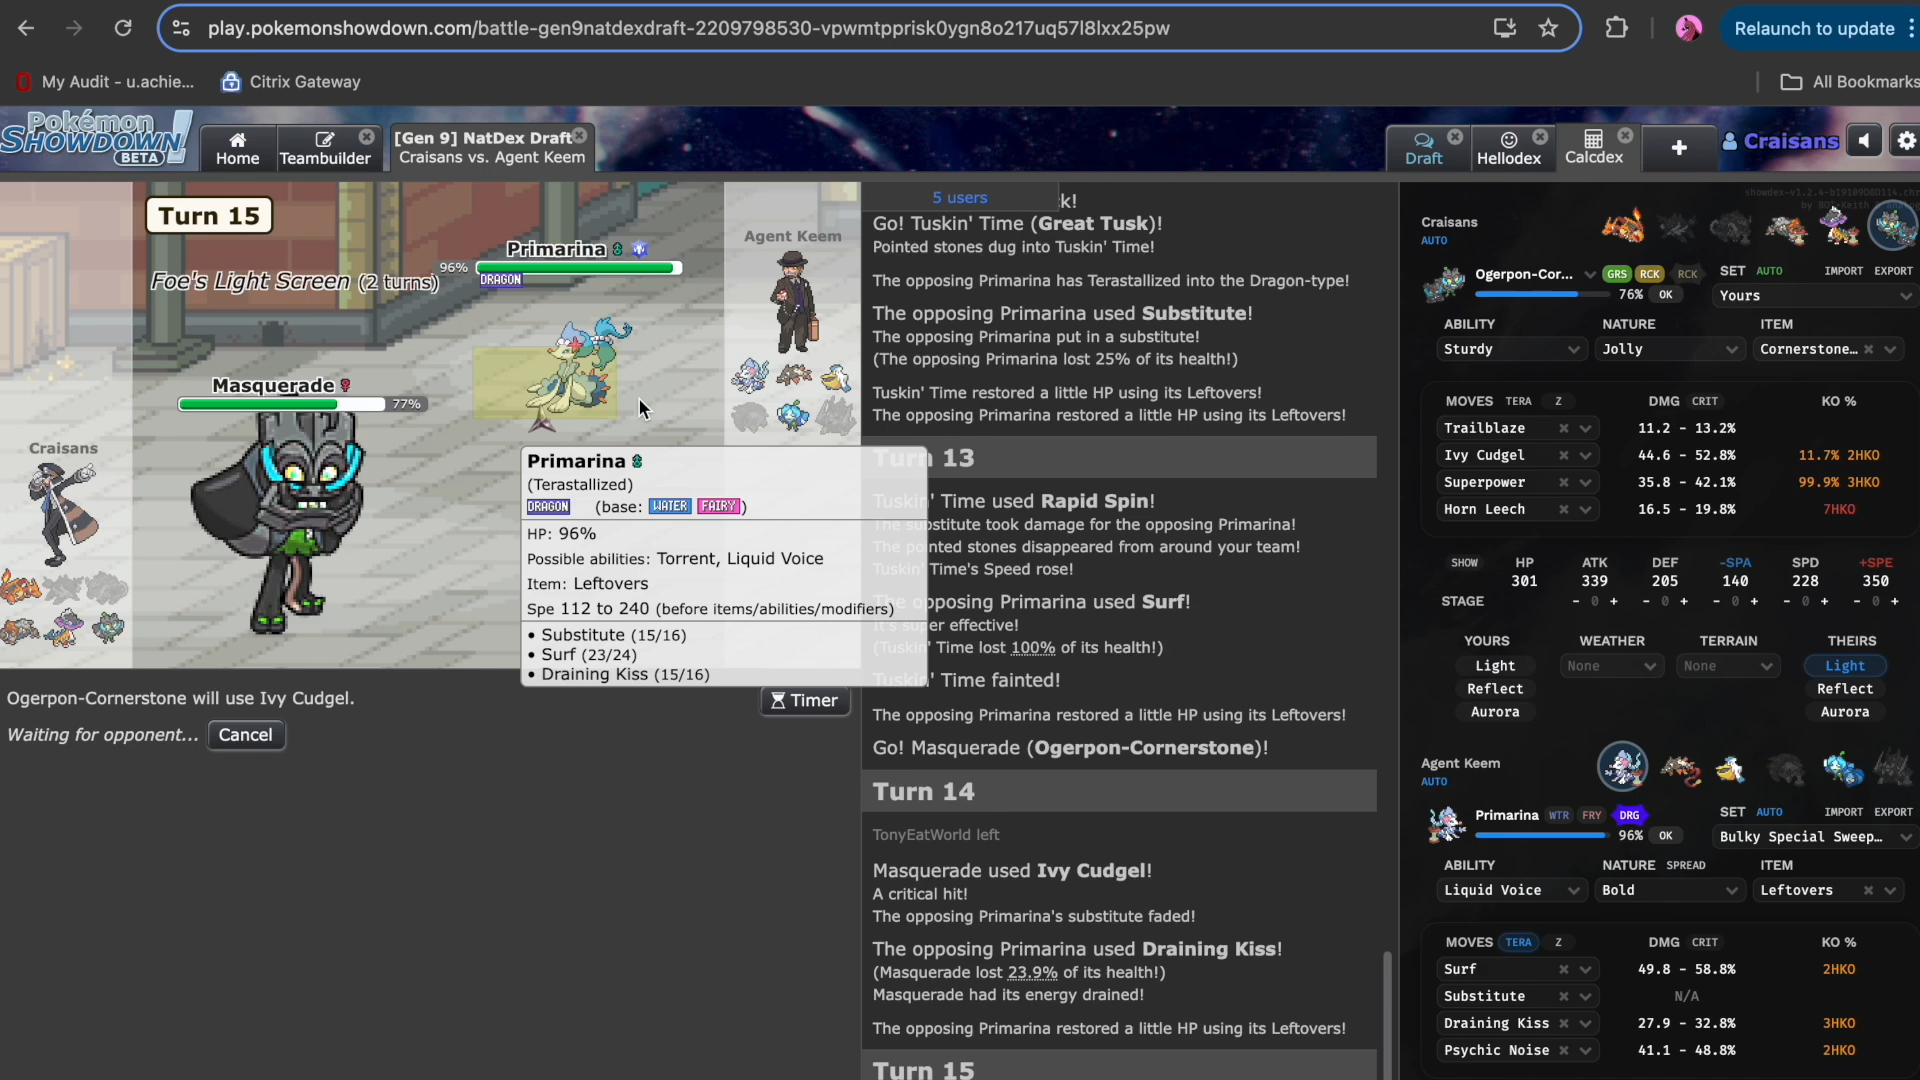 play.pokemonshowdown.com/battle-gen9natdexdraft-2209798530-vpwmtpprisk0ygn8o217uq57l8lxx25pw
Relaunch to update
My Audit - u.achie...
Citrix Gateway
All Bookmarks
Pokémon
SHOWDOWN!
BETA
Home
Teambuilder
[Gen 9] NatDex Draft
Craisans vs. Agent Keem
Draft
Hellodex
Calcdex
+
Craisans
Turn 15
Foe's Light Screen (2 turns)
Primarina
96%
DRAGON
Masquerade
77%
Agent Keem
Craisans
Primarina
(Terastallized)
DRAGON (base: WATER FAIRY)
HP: 96%
Possible abilities: Torrent, Liquid Voice
Item: Leftovers
Spe 112 to 240 (before items/abilities/modifiers)
• Substitute (15/16)
• Surf (23/24)
• Draining Kiss (15/16)
Ogerpon-Cornerstone will use Ivy Cudgel.
Waiting for opponent...
Cancel
Timer
5 users
k!
Go! Tuskin' Time (Great Tusk)!
Pointed stones dug into Tuskin' Time!
The opposing Primarina has Terastallized into the Dragon-type!
The opposing Primarina used Substitute!
The opposing Primarina put in a substitute!
(The opposing Primarina lost 25% of its health!)
Tuskin' Time restored a little HP using its Leftovers!
The opposing Primarina restored a little HP using its Leftovers!
Turn 13
Tuskin' Time used Rapid Spin!
The substitute took damage for the opposing Primarina!
The pointed stones disappeared from around your team!
Tuskin' Time's Speed rose!
The opposing Primarina used Surf!
It's super effective!
(Tuskin' Time lost 100% of its health!)
Tuskin' Time fainted!
The opposing Primarina restored a little HP using its Leftovers!
Go! Masquerade (Ogerpon-Cornerstone)!
Turn 14
TonyEatWorld left
Masquerade used Ivy Cudgel!
A critical hit!
The opposing Primarina's substitute faded!
The opposing Primarina used Draining Kiss!
(Masquerade lost 23.9% of its health!)
Masquerade had its energy drained!
The opposing Primarina restored a little HP using its Leftovers!
Turn 15
Craisans
AUTO
Ogerpon-Cor... GRS RCK RCK
76% OK
SET AUTO IMPORT EXPORT
Yours
ABILITY NATURE ITEM
Sturdy Jolly Cornerstone...
MOVES TERA Z DMG CRIT KO %
Trailblaze 11.2 - 13.2%
Ivy Cudgel 44.6 - 52.8% 11.7% 2HKO
Superpower 35.8 - 42.1% 99.9% 3HKO
Horn Leech 16.5 - 19.8% 7HKO
SHOW HP ATK DEF -SPA SPD +SPE
301 339 205 140 228 350
STAGE - 0 + - 0 + - 0 + - 0 + - 0 +
YOURS WEATHER TERRAIN THEIRS
Light None None Light
Reflect Reflect
Aurora Aurora
Agent Keem
AUTO
Primarina WTR FRY DRG
96% OK
SET AUTO IMPORT EXPORT
Bulky Special Sweep...
ABILITY NATURE SPREAD ITEM
Liquid Voice Bold Leftovers
MOVES TERA Z DMG CRIT KO %
Surf 49.8 - 58.8% 2HKO
Substitute N/A
Draining Kiss 27.9 - 32.8% 3HKO
Psychic Noise 41.1 - 48.8% 2HKO